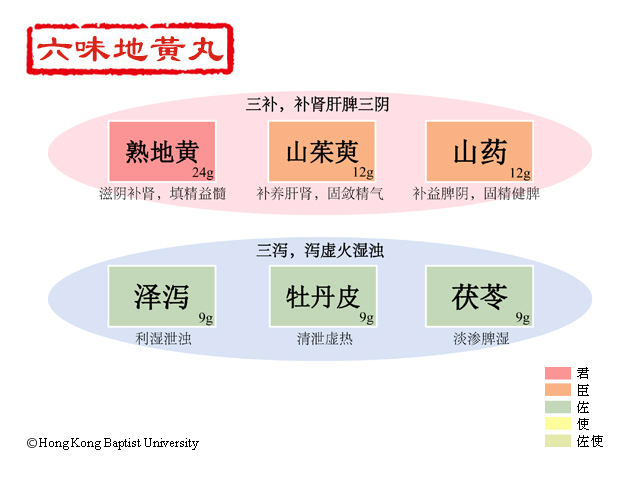 六味地黃丸
三补，补肾肝脾三阴
熟地黄 24g
山茱萸 12g
山药 12g
滋阴补肾，填精益髓
补养肝肾，固敛精气
补益脾阴，固精健脾
三泻，泻虚火湿浊
泽泻 9g
牡丹皮 9g
茯苓 9g
利湿泄浊
清泄虚热
淡渗脾湿
君
臣
佐
使
佐使
©Hong Kong Baptist University